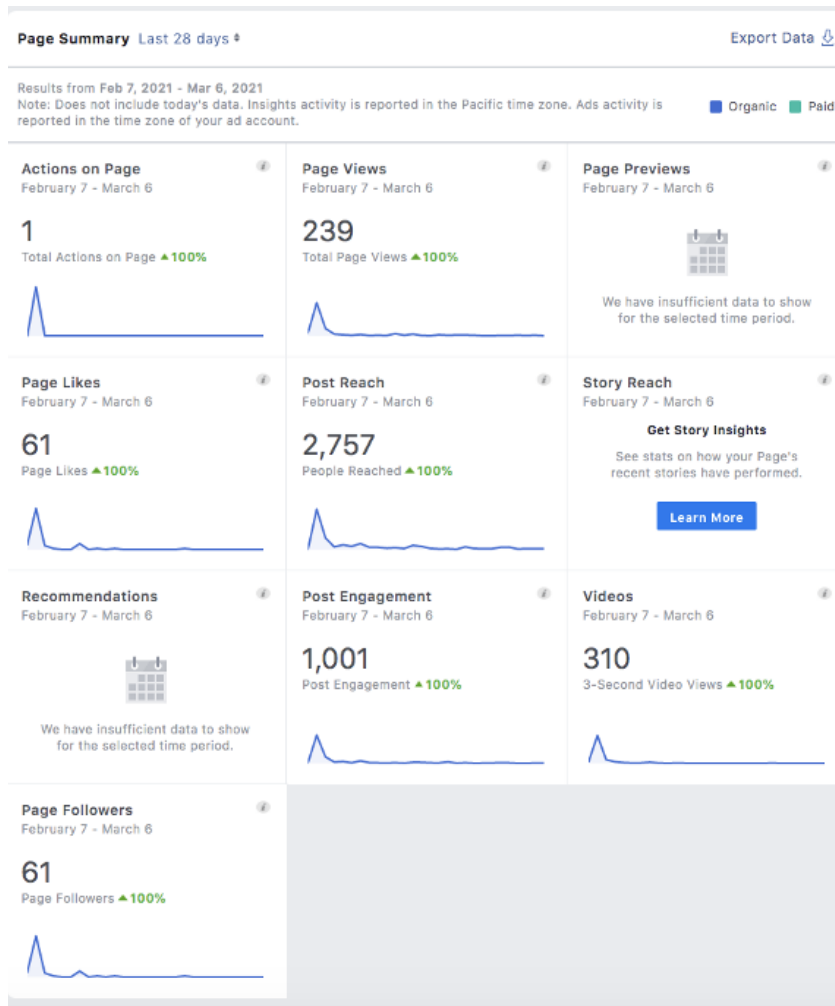 Page Summary Last 28 days
Export Data
Results from Feb 7, 2021 - Mar 6, 2021
Note: Does not include today's data. Insights activity is reported in the Pacific time zone. Ads activity is
reported in the time zone of your ad account.
Organic Paid
Actions on Page
February 7 - March 6
1
Total Actions on Page ▲100%
Page Views
February 7 - March 6
239
Total Page Views ▲100%
Page Previews
February 7 - March 6
We have insufficient data to show
for the selected time period.
Page Likes
February 7 - March 6
61
Page Likes ▲100%
Post Reach
February 7 - March 6
2,757
People Reached ▲100%
Story Reach
February 7 - March 6
Get Story Insights
See stats on how your Page's
recent stories have performed.
Learn More
Recommendations
February 7 - March 6
We have insufficient data to show
for the selected time period.
Post Engagement
February 7 - March 6
1,001
Post Engagement ▲100%
Videos
February 7 - March 6
310
3-Second Video Views ▲100%
Page Followers
February 7 - March 6
61
Page Followers ▲100%